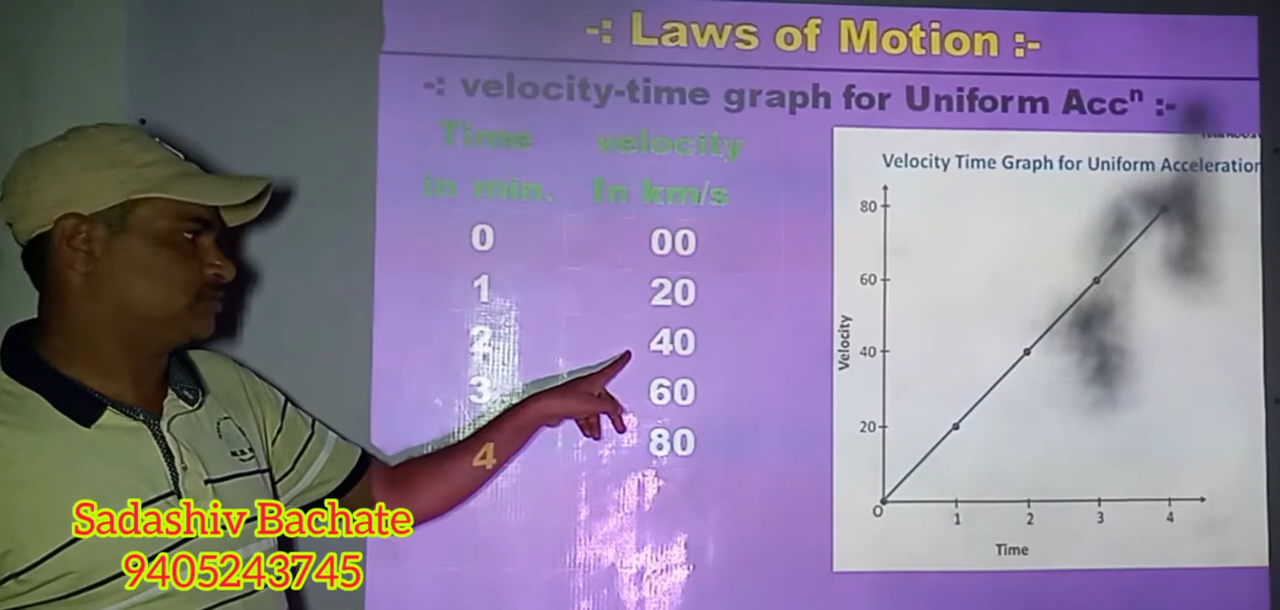 -: Laws of Motion :-
-: velocity-time graph for Uniform Accⁿ :-
Time velocity
in min. In km/s
0 00
1 20
2 40
3 60
4 80
Velocity Time Graph for Uniform Acceleration
80
60
40
20
Velocity
0 1 2 3 4
Time
Sadashiv Bachate
9405243745